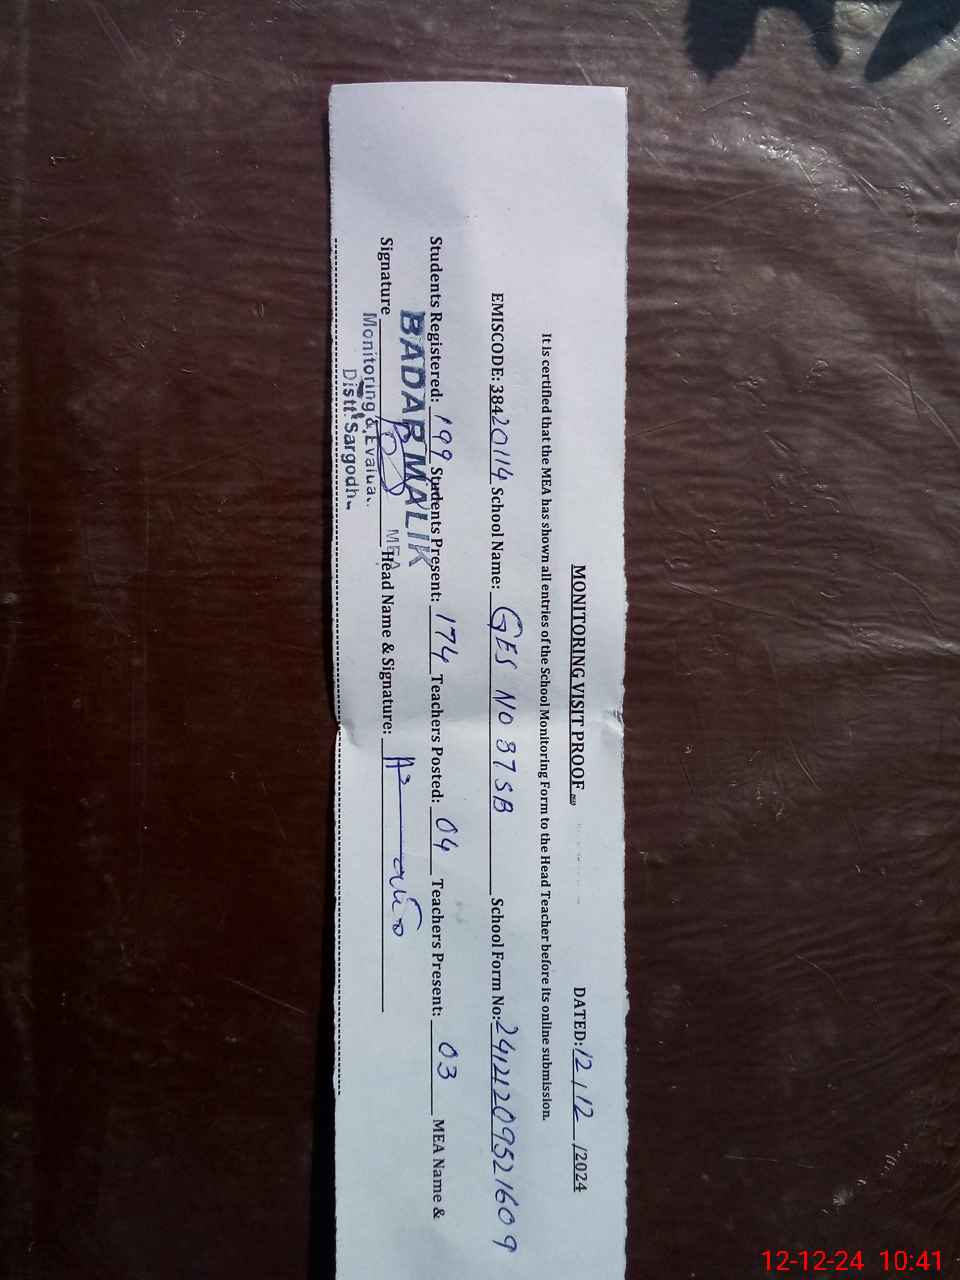 MONITORING VISIT PROOF DATED: 12/12/2024
It is certified that the MEA has shown all entries of the School Monitoring Form to the Head Teacher before its online submission.
EMISCODE: 38420114 School Name: GES NO 87 SB School Form No: 24121209521609
Students Registered: 199 Students Present: 174 Teachers Posted: 04 Teachers Present: 03 MEA Name &
Signature Head Name & Signature:
BADAR MALIK
MEA
Monitoring & Evalua
Distt: Sargodh
12-12-24 10:41